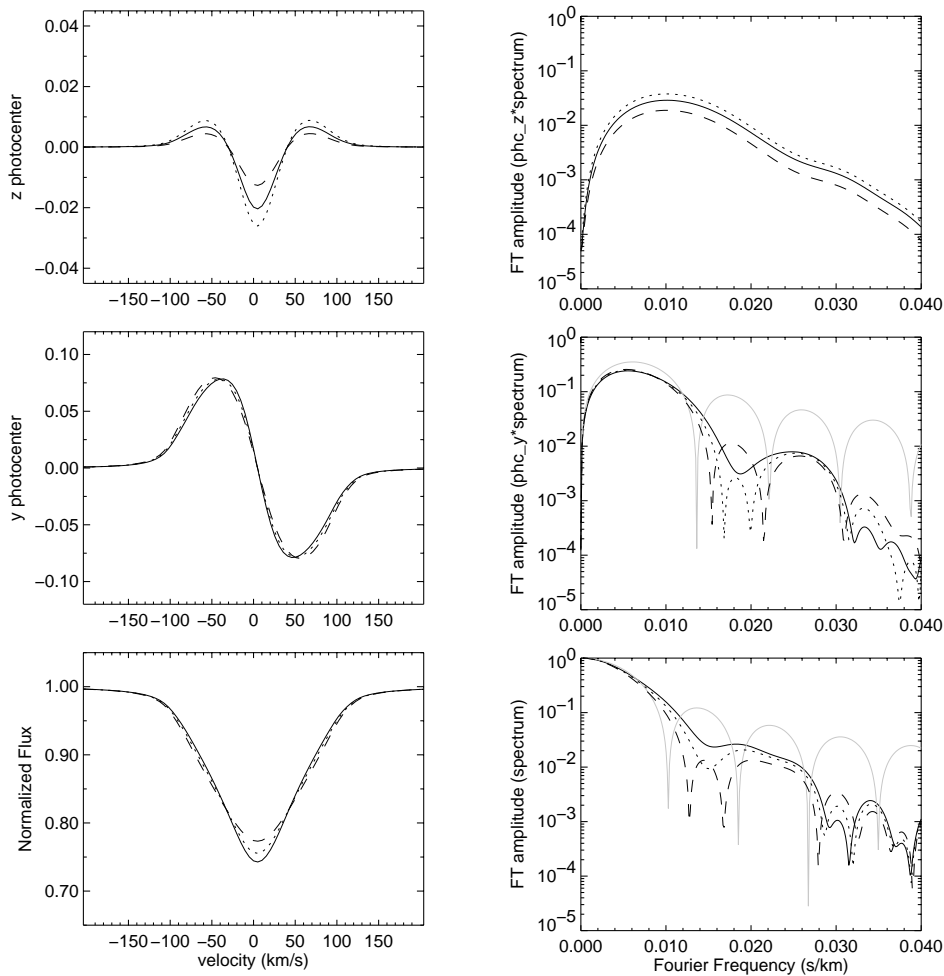 0.04
0.02
0.00
−0.02
−0.04
z photocenter
−150 −100 −50 0 50 100 150
10^0
10^−1
10^−2
10^−3
10^−4
10^−5
FT amplitude (phc_z*spectrum)
0.000 0.010 0.020 0.030 0.040
0.10
0.05
0.00
−0.05
−0.10
y photocenter
−150 −100 −50 0 50 100 150
10^0
10^−1
10^−2
10^−3
10^−4
10^−5
FT amplitude (phc_y*spectrum)
0.000 0.010 0.020 0.030 0.040
1.00
0.90
0.80
0.70
Normalized Flux
−150 −100 −50 0 50 100 150
velocity (km/s)
10^0
10^−1
10^−2
10^−3
10^−4
10^−5
FT amplitude (spectrum)
0.000 0.010 0.020 0.030 0.040
Fourier Frequency (s/km)